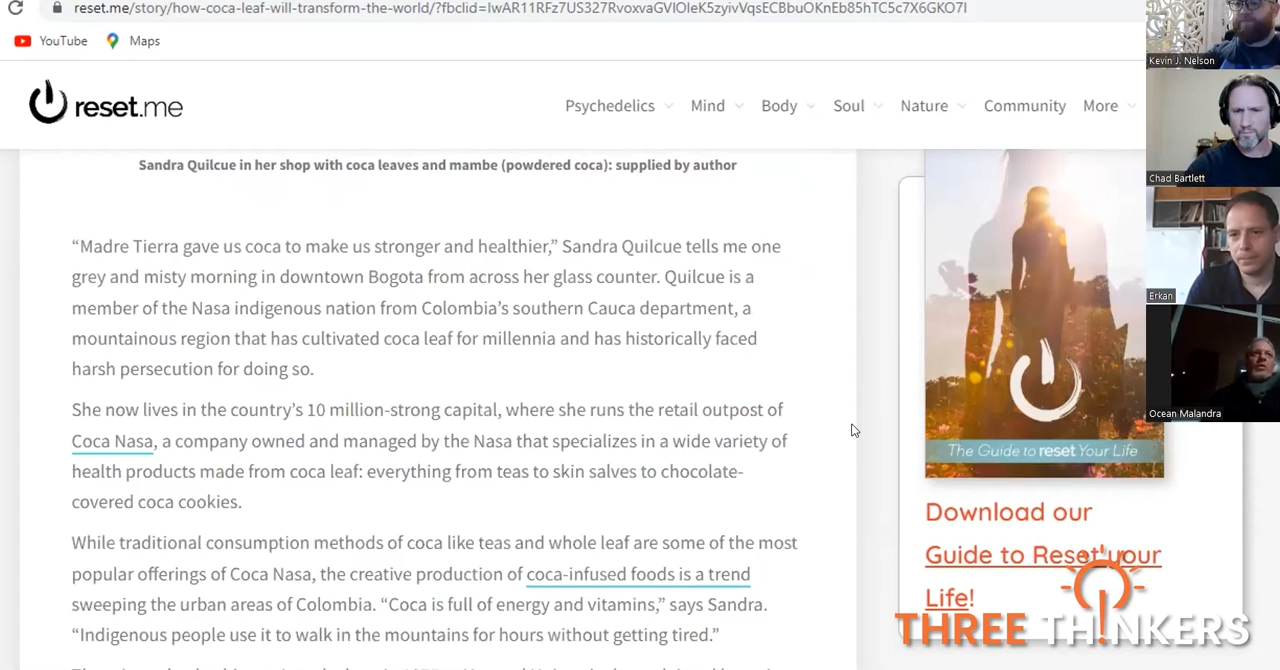 reset.me/story/how-coca-leaf-will-transform-the-world/?fbclid=IwAR11RFz7US327RvoxvaGVIOleK5zyivVqsECBbuOKnEb85hTC5c7X6GKO7I
YouTube
Maps
reset.me
Psychedelics
Mind
Body
Soul
Nature
Community
More
Sandra Quilcue in her shop with coca leaves and mambe (powdered coca): supplied by author
“Madre Tierra gave us coca to make us stronger and healthier,” Sandra Quilcue tells me one
grey and misty morning in downtown Bogota from across her glass counter. Quilcue is a
member of the Nasa indigenous nation from Colombia’s southern Cauca department, a
mountainous region that has cultivated coca leaf for millennia and has historically faced
harsh persecution for doing so.
She now lives in the country’s 10 million-strong capital, where she runs the retail outpost of
Coca Nasa, a company owned and managed by the Nasa that specializes in a wide variety of
health products made from coca leaf: everything from teas to skin salves to chocolate-
covered coca cookies.
While traditional consumption methods of coca like teas and whole leaf are some of the most
popular offerings of Coca Nasa, the creative production of coca-infused foods is a trend
sweeping the urban areas of Colombia. “Coca is full of energy and vitamins,” says Sandra.
“Indigenous people use it to walk in the mountains for hours without getting tired.”
The Guide to reset Your Life
Download our
Guide to Reset your
Life!
Kevin J. Nelson
Chad Bartlett
Erkan
Ocean Malandra
THREE TH!NKERS